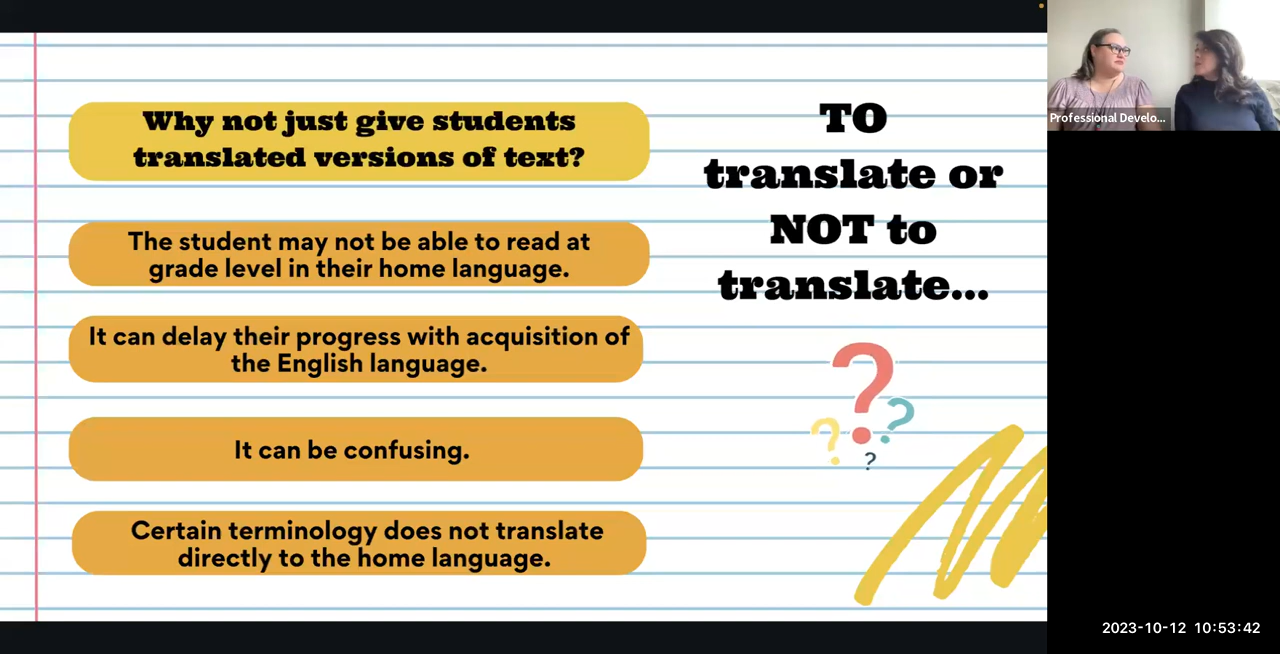 Why not just give students
translated versions of text?
The student may not be able to read at
grade level in their home language.
It can delay their progress with acquisition of
the English language.
It can be confusing.
Certain terminology does not translate
directly to the home language.
TO
translate or
NOT to
translate...
?
?
?
?
Professional Develo...
2023-10-12 10:53:42